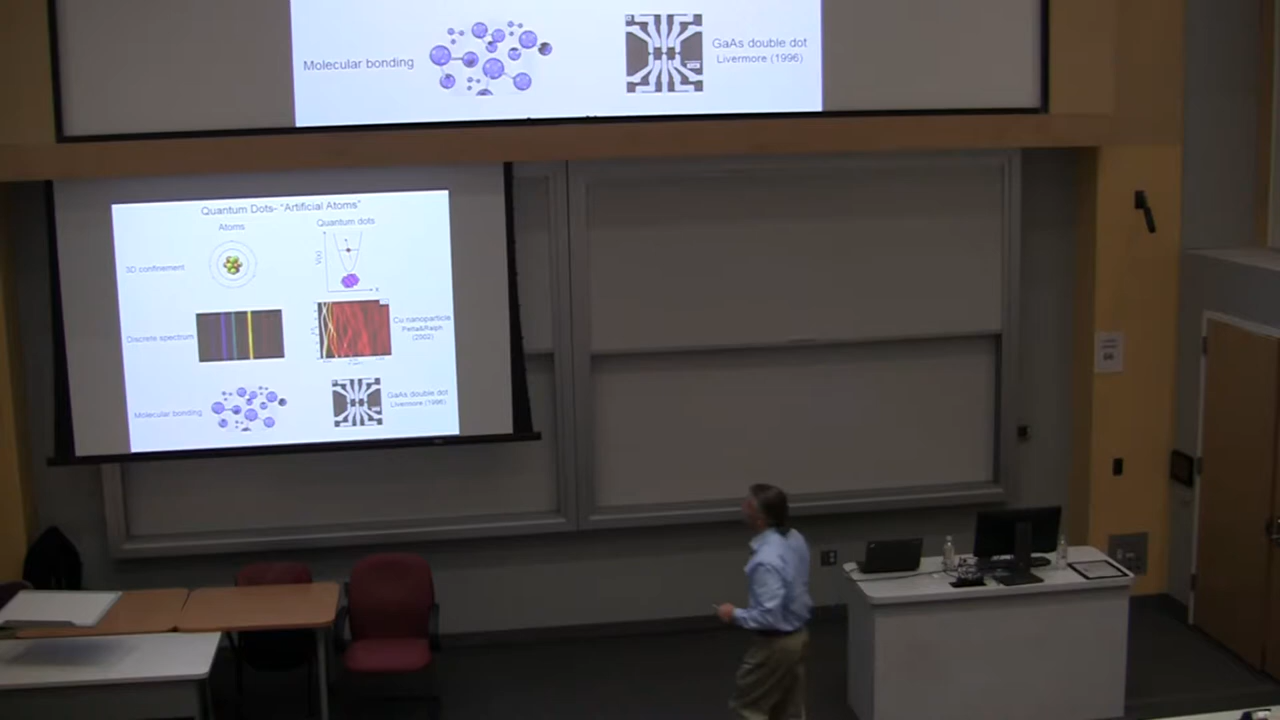 Molecular bonding
GaAs double dot
Livermore (1996)
Quantum Dots- "Artificial Atoms"
Atoms
Quantum dots
3D confinement
V(x)
x
Discrete spectrum
Cu nanoparticle
Petta&Ralph
(2002)
Molecular bonding
GaAs double dot
Livermore (1996)